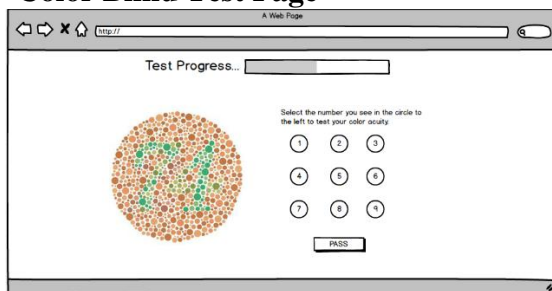 Color Blind Test Page
A Web Page
http://
Test Progress...
Select the number you see in the circle to
the left to test your color acuity.
1 2 3
74
4 5 6
7 8 9
PASS